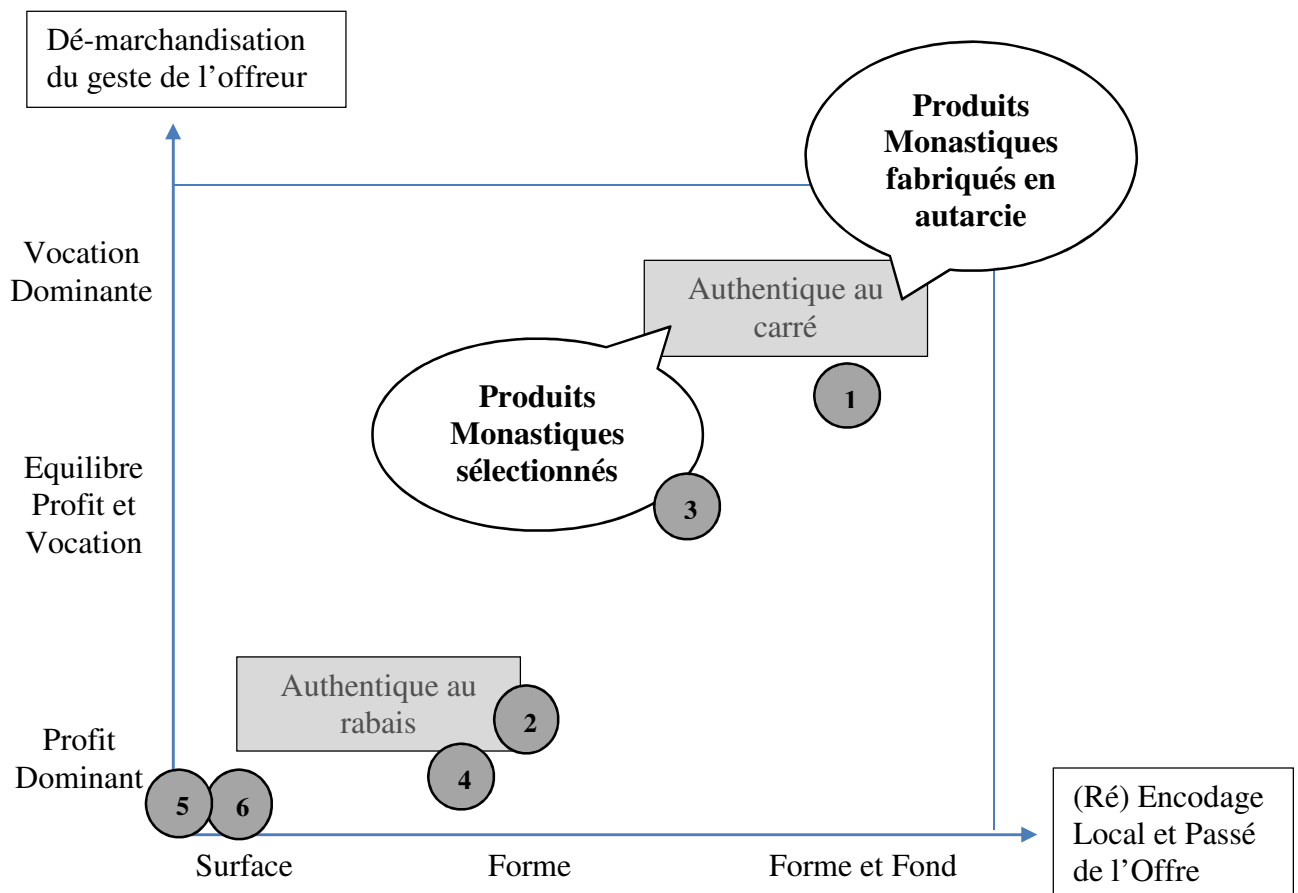 Dé-marchandisation
du geste de l’offreur
Produits
Monastiques
fabriqués en
autarcie
Vocation
Dominante
Authentique au
carré
1
Produits
Monastiques
sélectionnés
Equilibre
Profit et
Vocation
3
Authentique au
rabais
2
Profit
Dominant
4
5
6
(Ré) Encodage
Local et Passé
de l’Offre
Surface
Forme
Forme et Fond